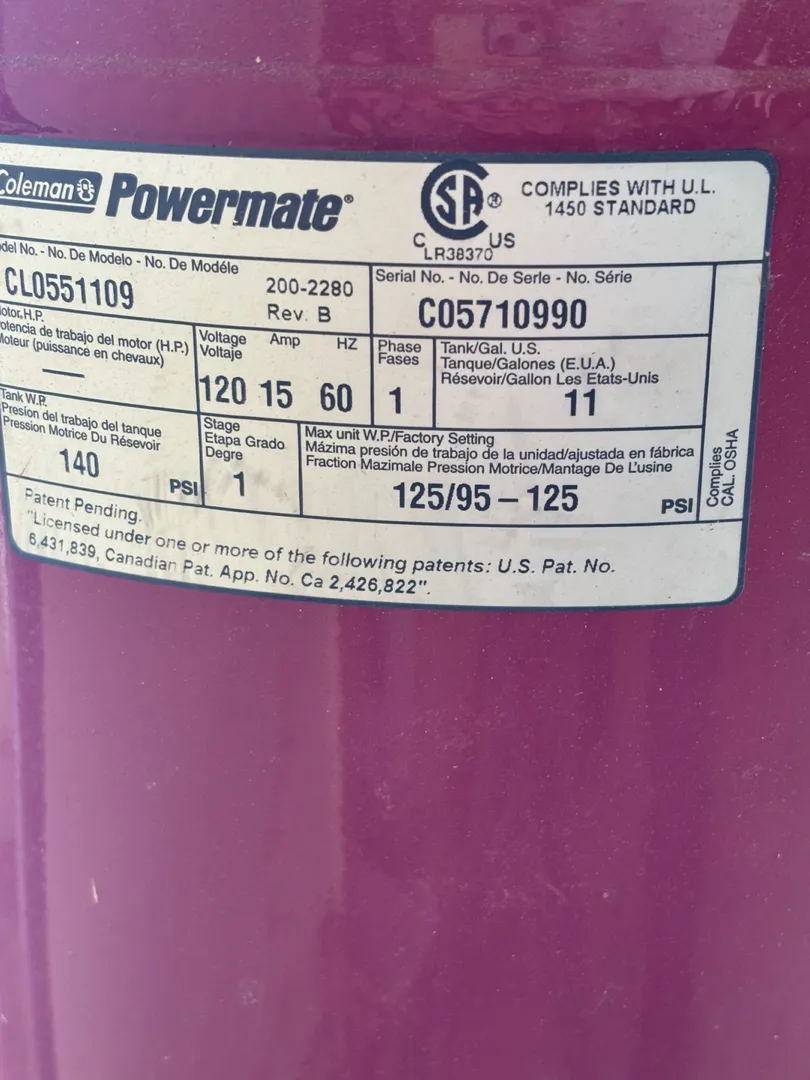 Coleman Powermate®
SA ®
C US
LR38370
COMPLIES WITH U.L.
1450 STANDARD
del No. - No. De Modelo - No. De Modéle
CL0551109
200-2280
Rev. B
Serial No. - No. De Serle - No. Série
C05710990
otor H.P.
otencia de trabajo del motor (H.P.)
Moteur (puissance en chevaux)
—
Voltage
Voltaje
120
Amp
15
HZ
60
Phase
Fases
1
Tank/Gal. U.S.
Tanque/Galones (E.U.A.)
Résevoir/Gallon Les Etats-Unis
11
Tank W.P.
Presion del trabajo del tanque
Pression Motrice Du Résevoir
140
PSI
Stage
Etapa Grado
Degre
1
Max unit W.P./Factory Setting
Mázima presión de trabajo de la unidad/ajustada en fábrica
Fraction Mazimale Pression Motrice/Mantage De L'usine
125/95 – 125
PSI
Complies
CAL. OSHA
Patent Pending.
"Licensed under one or more of the following patents: U.S. Pat. No.
6,431,839, Canadian Pat. App. No. Ca 2,426,822".